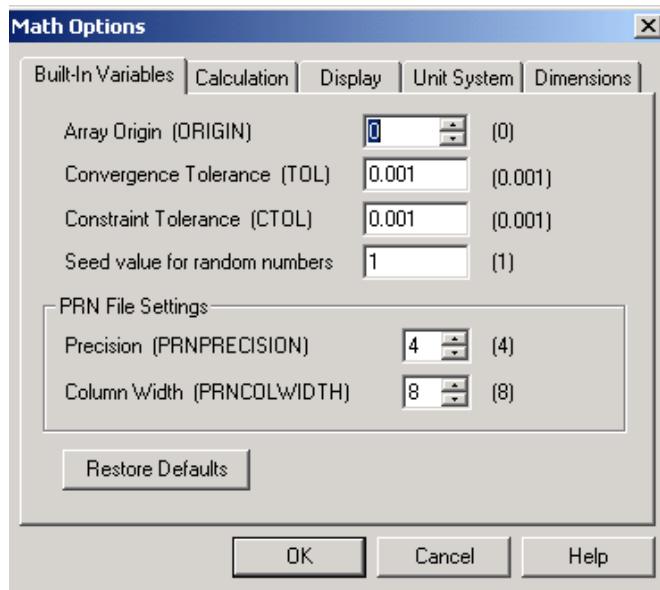 Math Options
Built-In Variables Calculation Display Unit System Dimensions
Array Origin (ORIGIN) 0 (0)
Convergence Tolerance (TOL) 0.001 (0.001)
Constraint Tolerance (CTOL) 0.001 (0.001)
Seed value for random numbers 1 (1)
PRN File Settings
Precision (PRNPRECISION) 4 (4)
Column Width (PRNCOLWIDTH) 8 (8)
Restore Defaults
OK Cancel Help